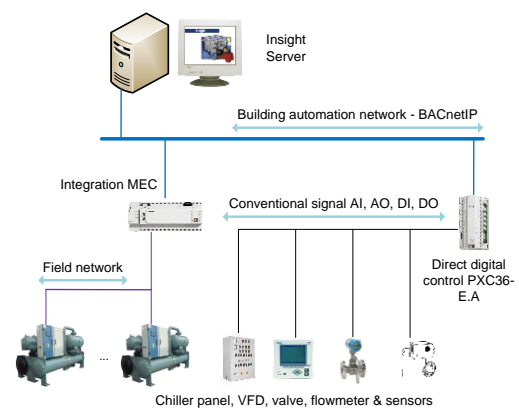 Insight
Server
Building automation network - BACnetIP
Integration MEC
Conventional signal AI, AO, DI, DO
Field network
Direct digital
control PXC36-
E.A
...
Chiller panel, VFD, valve, flowmeter & sensors